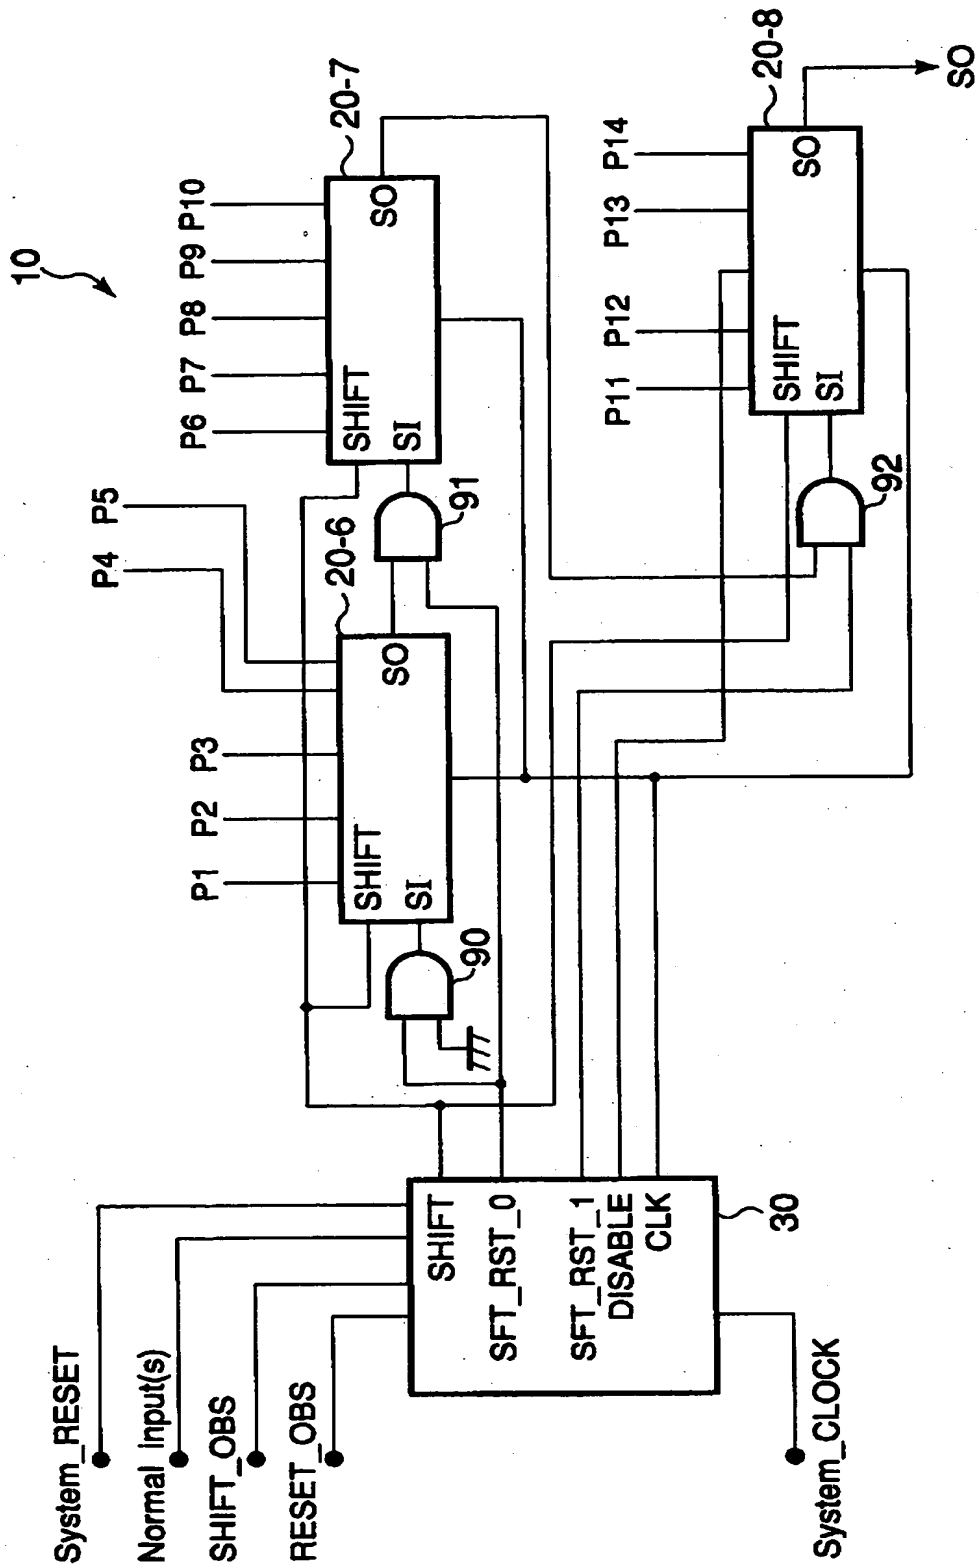 10
P1
P2
P3
P4
P5
P6
P7
P8
P9
P10
20-6
20-7
SHIFT
SI
SO
SHIFT
SI
SO
90
91
System_RESET
Normal Input(s)
SHIFT_OBS
RESET_OBS
System_CLOCK
SHIFT
SFT_RST_0
SFT_RST_1
DISABLE
CLK
30
P11
P12
P13
P14
20-8
SHIFT
SI
SO
92
SO